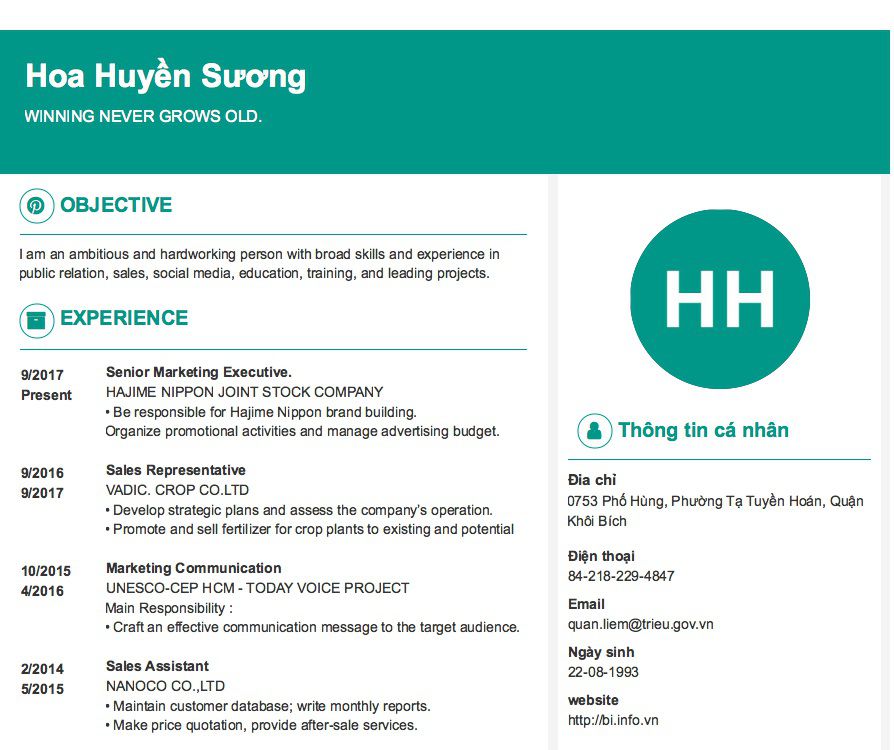 Hoa Huyền Sương
WINNING NEVER GROWS OLD.
OBJECTIVE
I am an ambitious and hardworking person with broad skills and experience in
public relation, sales, social media, education, training, and leading projects.
EXPERIENCE
9/2017
Present
Senior Marketing Executive.
HAJIME NIPPON JOINT STOCK COMPANY
• Be responsible for Hajime Nippon brand building.
Organize promotional activities and manage advertising budget.
9/2016
9/2017
Sales Representative
VADIC. CROP CO.LTD
• Develop strategic plans and assess the company’s operation.
• Promote and sell fertilizer for crop plants to existing and potential
10/2015
4/2016
Marketing Communication
UNESCO-CEP HCM - TODAY VOICE PROJECT
Main Responsibility :
• Craft an effective communication message to the target audience.
2/2014
5/2015
Sales Assistant
NANOCO CO.,LTD
• Maintain customer database; write monthly reports.
• Make price quotation, provide after-sale services.
HH
Thông tin cá nhân
Đia chỉ
0753 Phố Hùng, Phường Tạ Tuyền Hoán, Quận
Khôi Bích
Điện thoại
84-218-229-4847
Email
quan.liem@trieu.gov.vn
Ngày sinh
22-08-1993
website
http://bi.info.vn